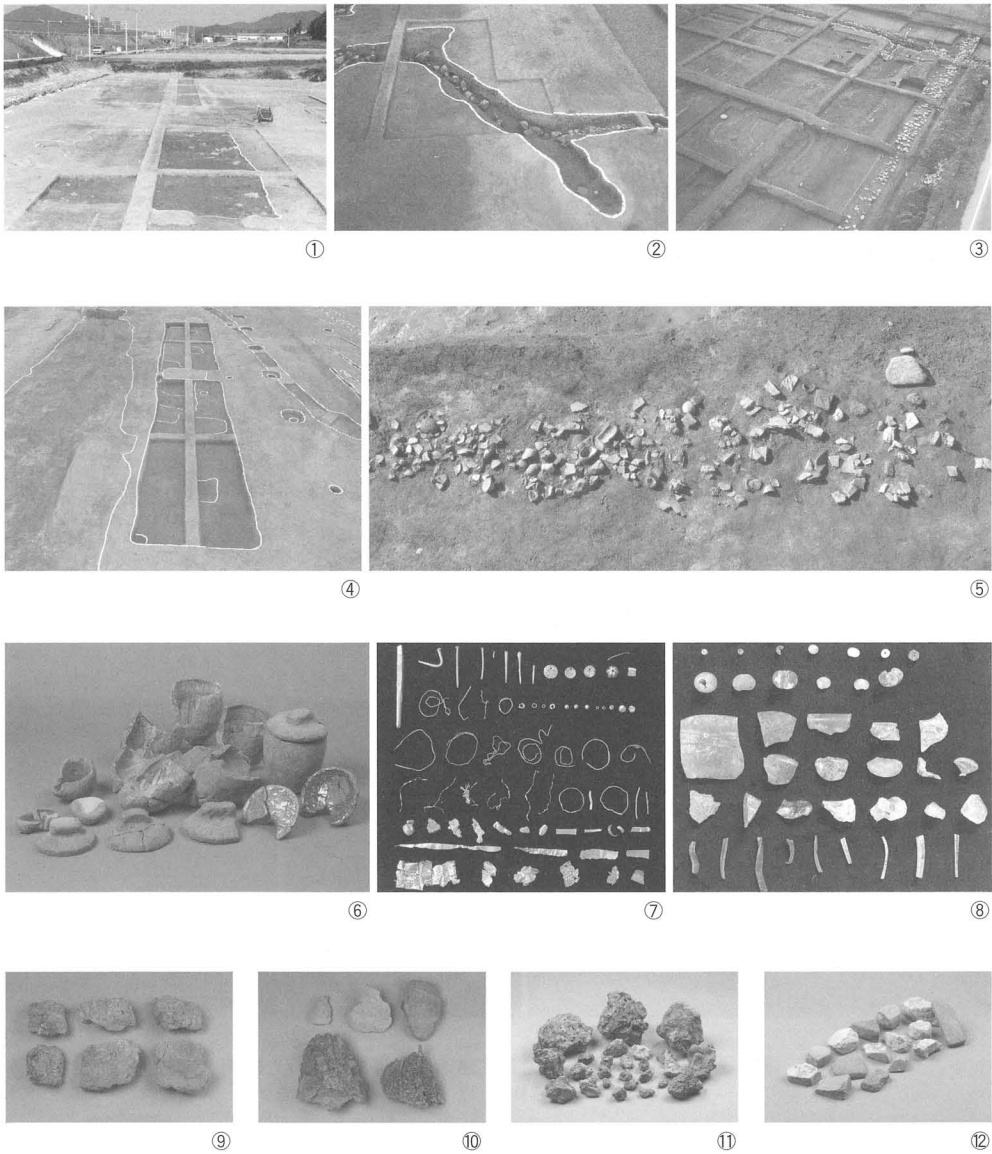 ① ② ③
④ ⑤
⑥ ⑦ ⑧
⑨ ⑩ ⑪ ⑫